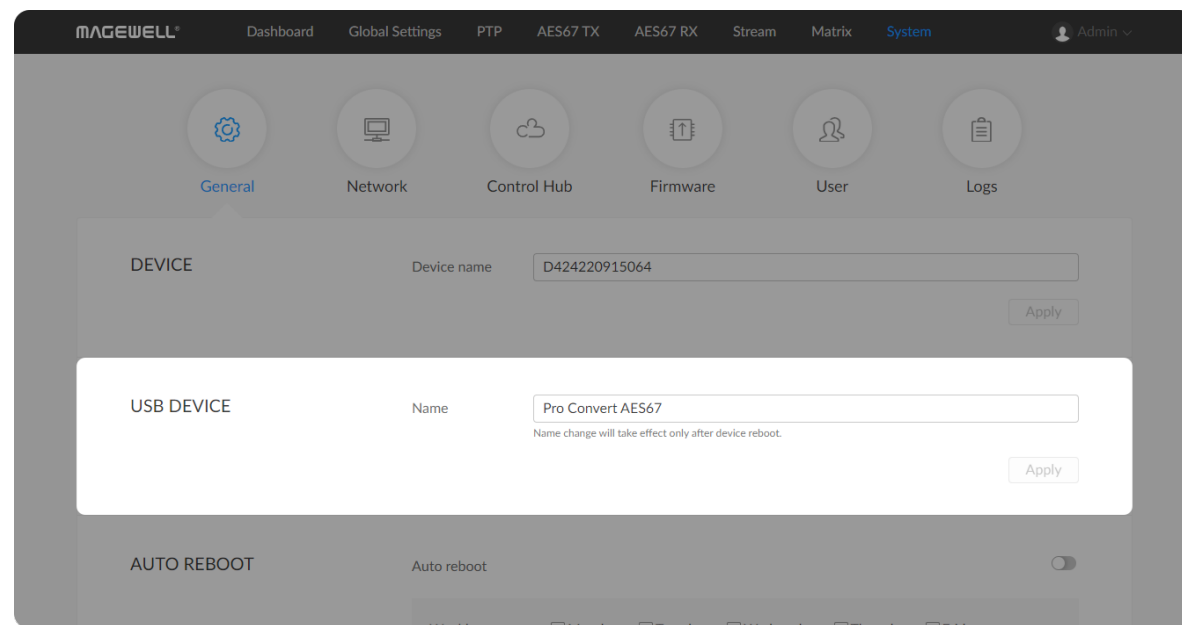 MAGEWELL® Dashboard Global Settings PTP AES67 TX AES67 RX Stream Matrix System Admin
General Network Control Hub Firmware User Logs
DEVICE Device name D424220915064
Apply
USB DEVICE Name Pro Convert AES67
Name change will take effect only after device reboot.
Apply
AUTO REBOOT Auto reboot